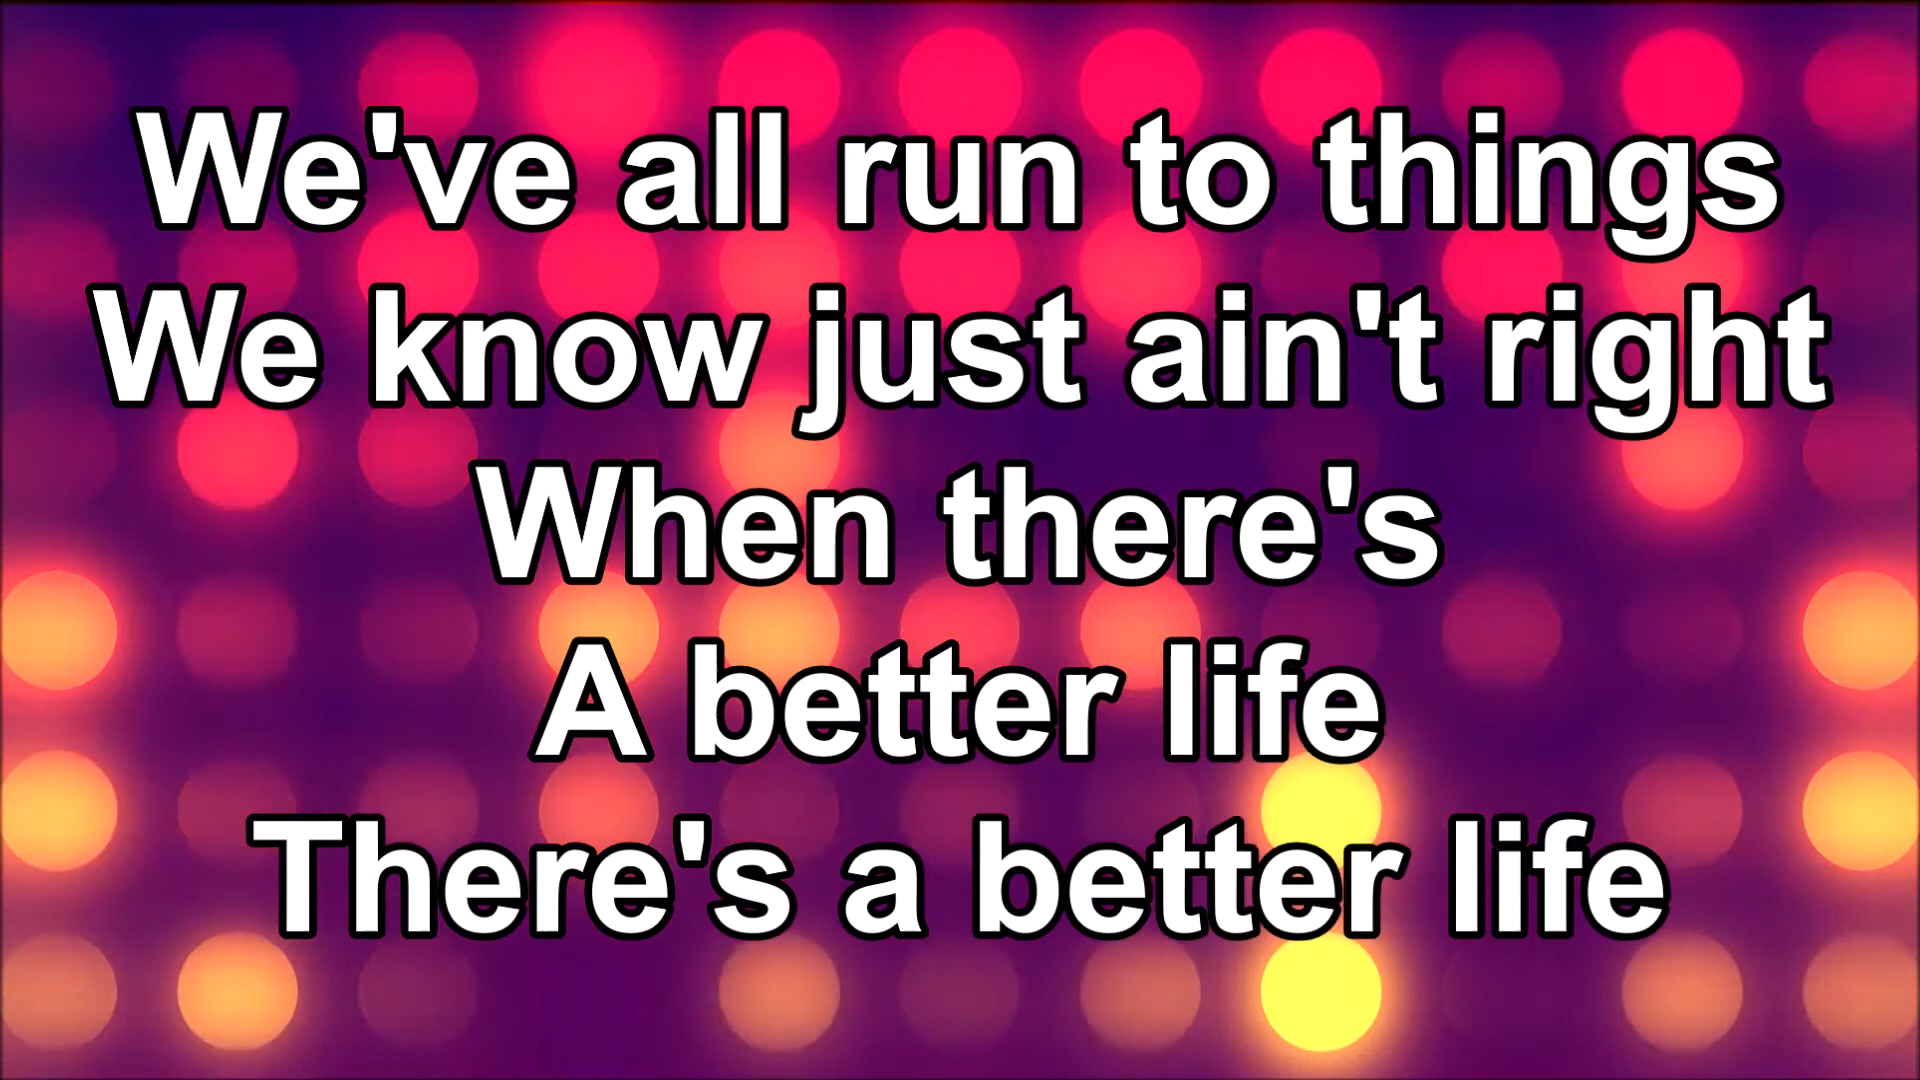 We've all run to things
We know just ain't right
When there's
A better life
There's a better life